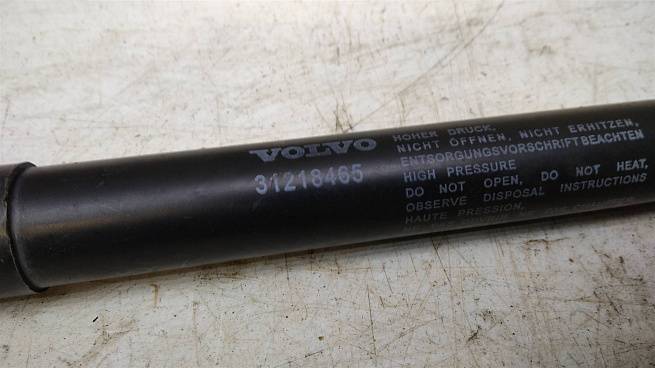 VOLVO
31218465
HOHER DRUCK,
NICHT ÖFFNEN, NICHT ERHITZEN,
ENTSORGUNGSVORSCHRIFT BEACHTEN
HIGH PRESSURE
DO NOT OPEN, DO NOT HEAT,
OBSERVE DISPOSAL INSTRUCTIONS
HAUTE PRESSION,